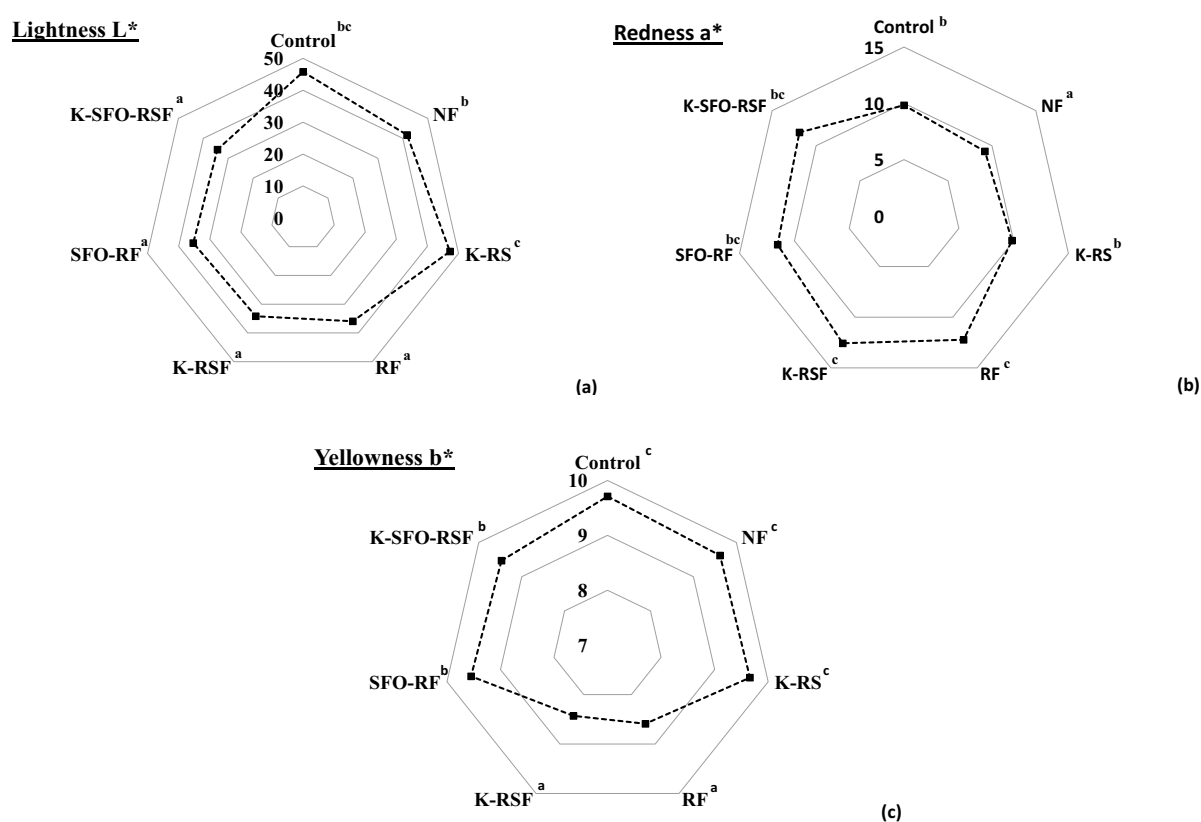 Lightness L*
Control bc
50
40
30
20
10
0
NF b
K-RS c
RF a
K-RSF a
SFO-RF a
K-SFO-RSF a
(a)
Redness a*
Control b
15
10
5
0
NF a
K-RS b
RF c
K-RSF c
SFO-RF bc
K-SFO-RSF bc
(b)
Yellowness b*
Control c
10
9
8
7
NF c
K-RS c
RF a
K-RSF a
SFO-RF b
K-SFO-RSF b
(c)